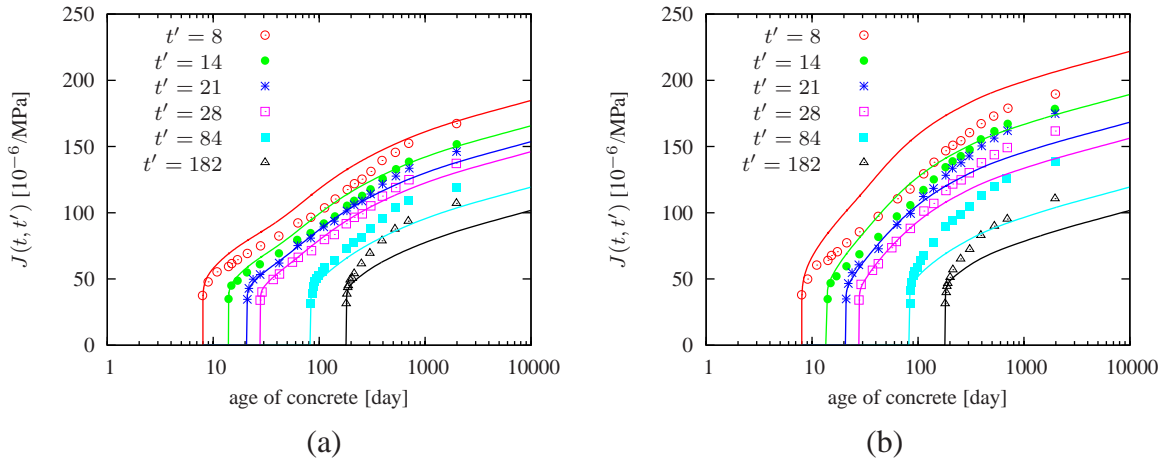 J(t, t′) [10⁻⁶/MPa]
250
200
150
100
50
0
t′ = 8
t′ = 14
t′ = 21
t′ = 28
t′ = 84
t′ = 182
1 10 100 1000 10000
age of concrete [day]
(a)
J(t, t′) [10⁻⁶/MPa]
250
200
150
100
50
0
t′ = 8
t′ = 14
t′ = 21
t′ = 28
t′ = 84
t′ = 182
1 10 100 1000 10000
age of concrete [day]
(b)